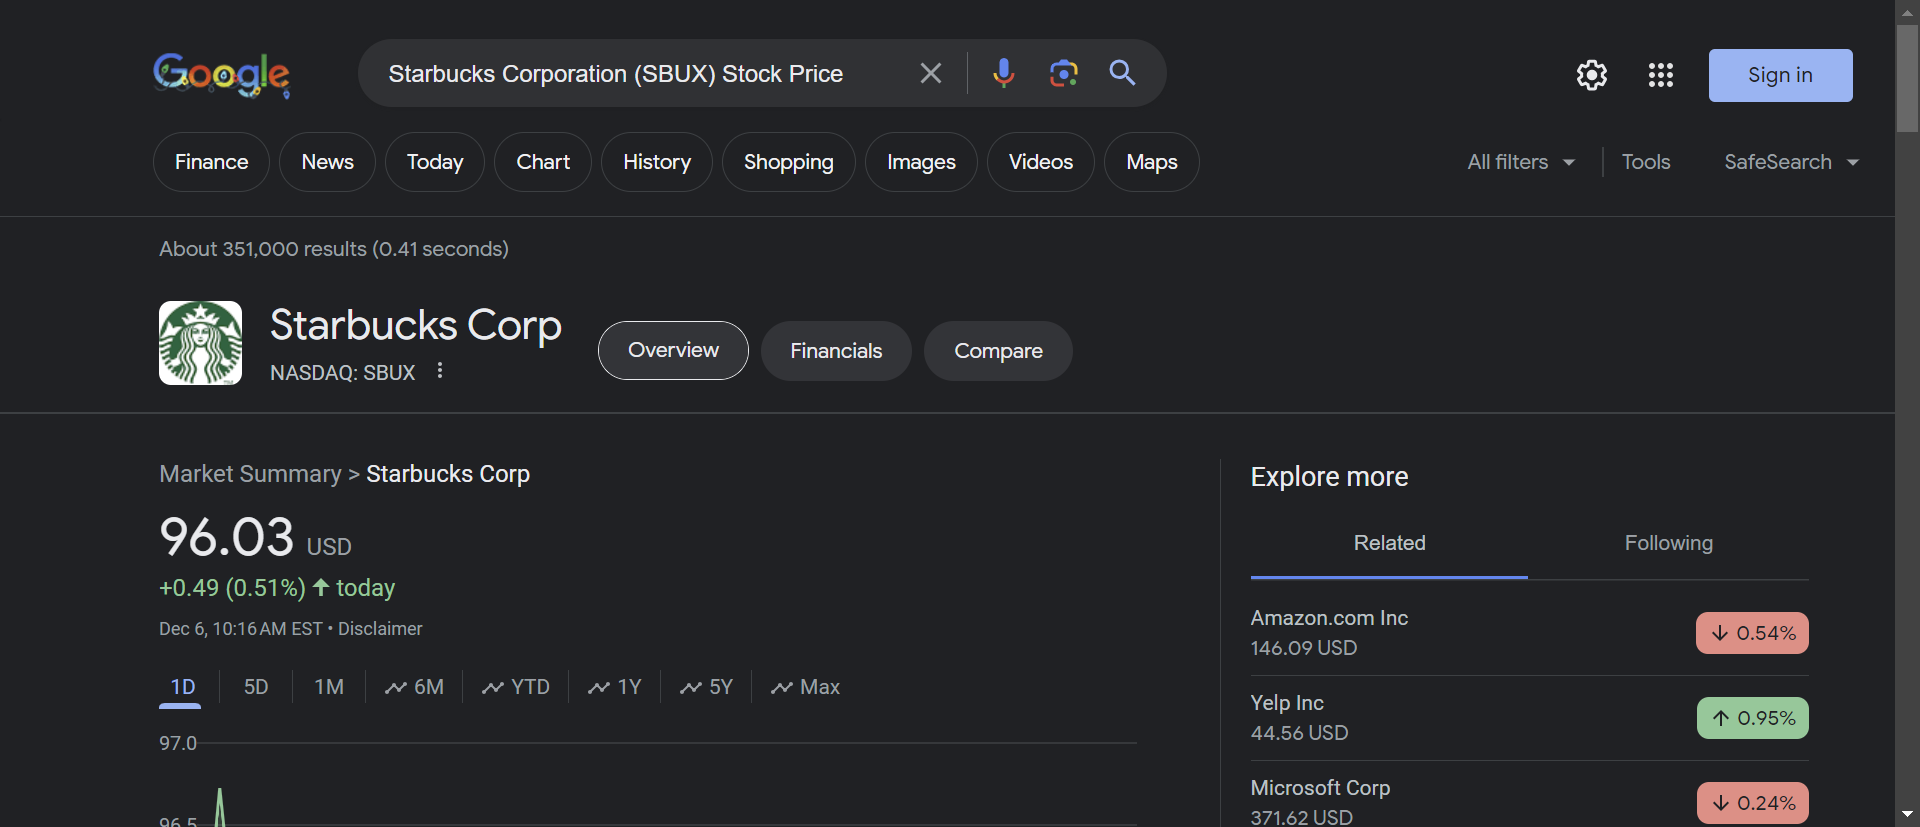 Google
Starbucks Corporation (SBUX) Stock Price
Sign in
Finance
News
Today
Chart
History
Shopping
Images
Videos
Maps
All filters
Tools
SafeSearch
About 351,000 results (0.41 seconds)
Starbucks Corp
NASDAQ: SBUX
Overview
Financials
Compare
Market Summary > Starbucks Corp
96.03 USD
+0.49 (0.51%) today
Dec 6, 10:16 AM EST • Disclaimer
1D
5D
1M
6M
YTD
1Y
5Y
Max
97.0
96.5
Explore more
Related
Following
Amazon.com Inc
146.09 USD
0.54%
Yelp Inc
44.56 USD
0.95%
Microsoft Corp
371.62 USD
0.24%